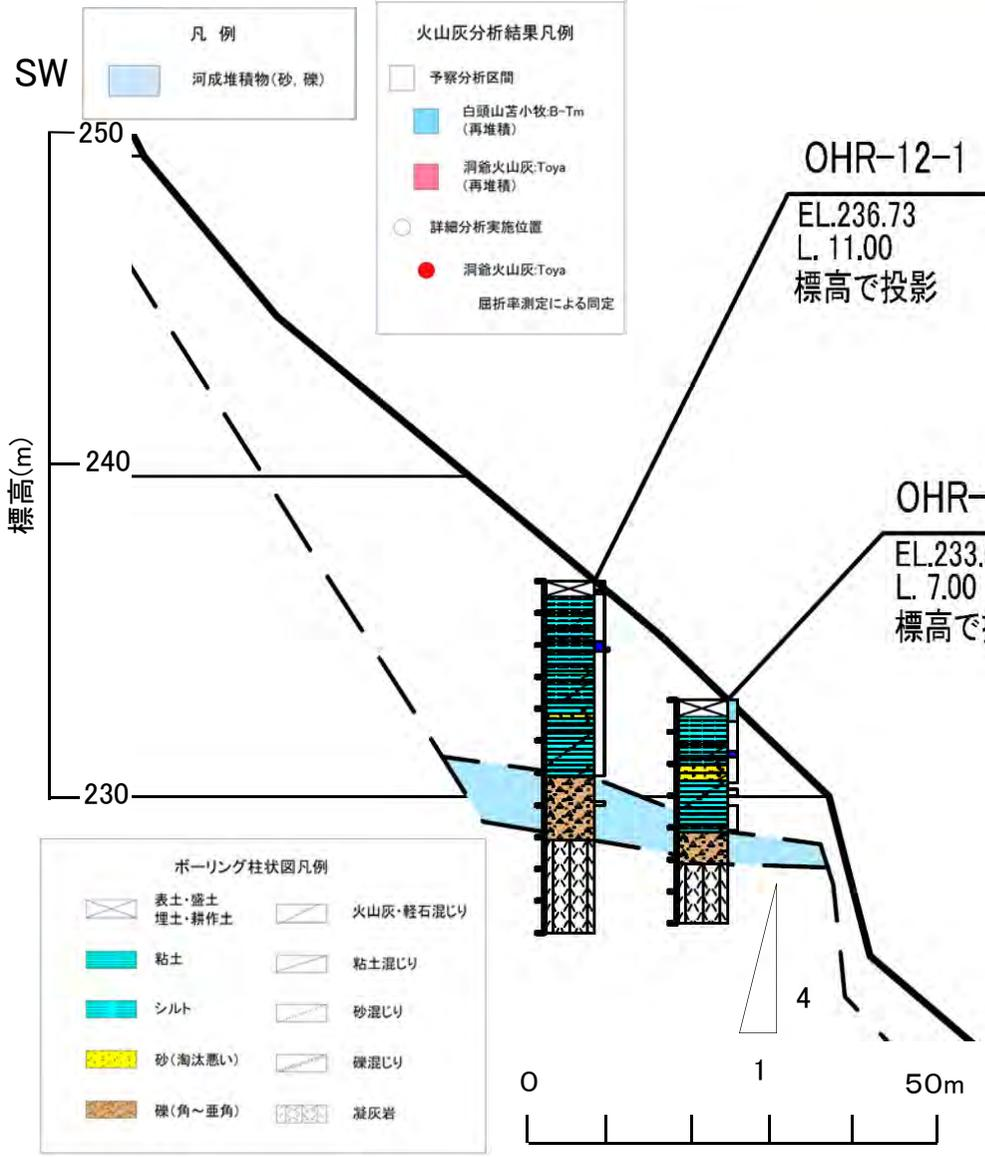 凡 例
河成堆積物(砂, 礫)
火山灰分析結果凡例
予察分析区間
白頭山苫小牧:B-Tm
(再堆積)
洞爺火山灰:Toya
(再堆積)
詳細分析実施位置
洞爺火山灰:Toya
屈折率測定による同定
SW
250
240
230
標高(m)
OHR-12-1
EL.236.73
L. 11.00
標高で投影
OHR-
EL.233.
L. 7.00
標高で
ボーリング柱状図凡例
表土・盛土
埋土・耕作土
粘土
シルト
砂(淘汰悪い)
礫(角～亜角)
火山灰・軽石混じり
粘土混じり
砂混じり
礫混じり
凝灰岩
4
1
0
50m